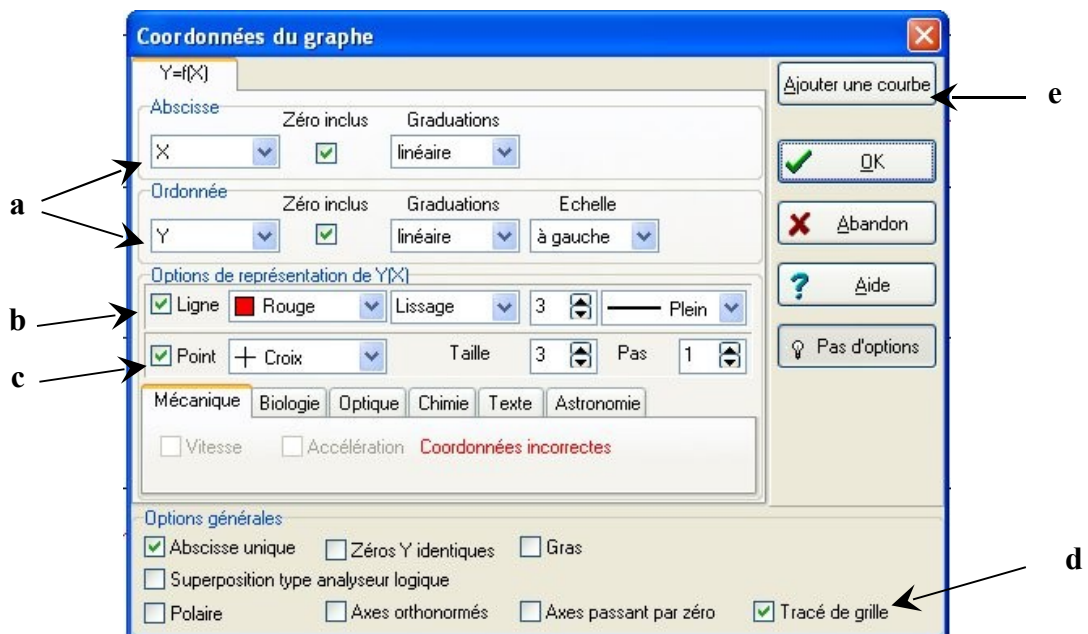 Coordonnées du graphe
Y=f(X)
Ajouter une courbe
e
Abscisse
Zéro inclus Graduations
X linéaire
OK
a
Ordonnée
Zéro inclus Graduations Echelle
Y linéaire à gauche
Abandon
Options de représentation de Y(X)
Aide
b
Ligne Rouge Lissage 3 Plein
c
Point Croix Taille 3 Pas 1
Pas d'options
Mécanique Biologie Optique Chimie Texte Astronomie
Vitesse Accélération Coordonnées incorrectes
Options générales
Abscisse unique Zéros Y identiques Gras
d
Superposition type analyseur logique
Polaire Axes orthonormés Axes passant par zéro Tracé de grille